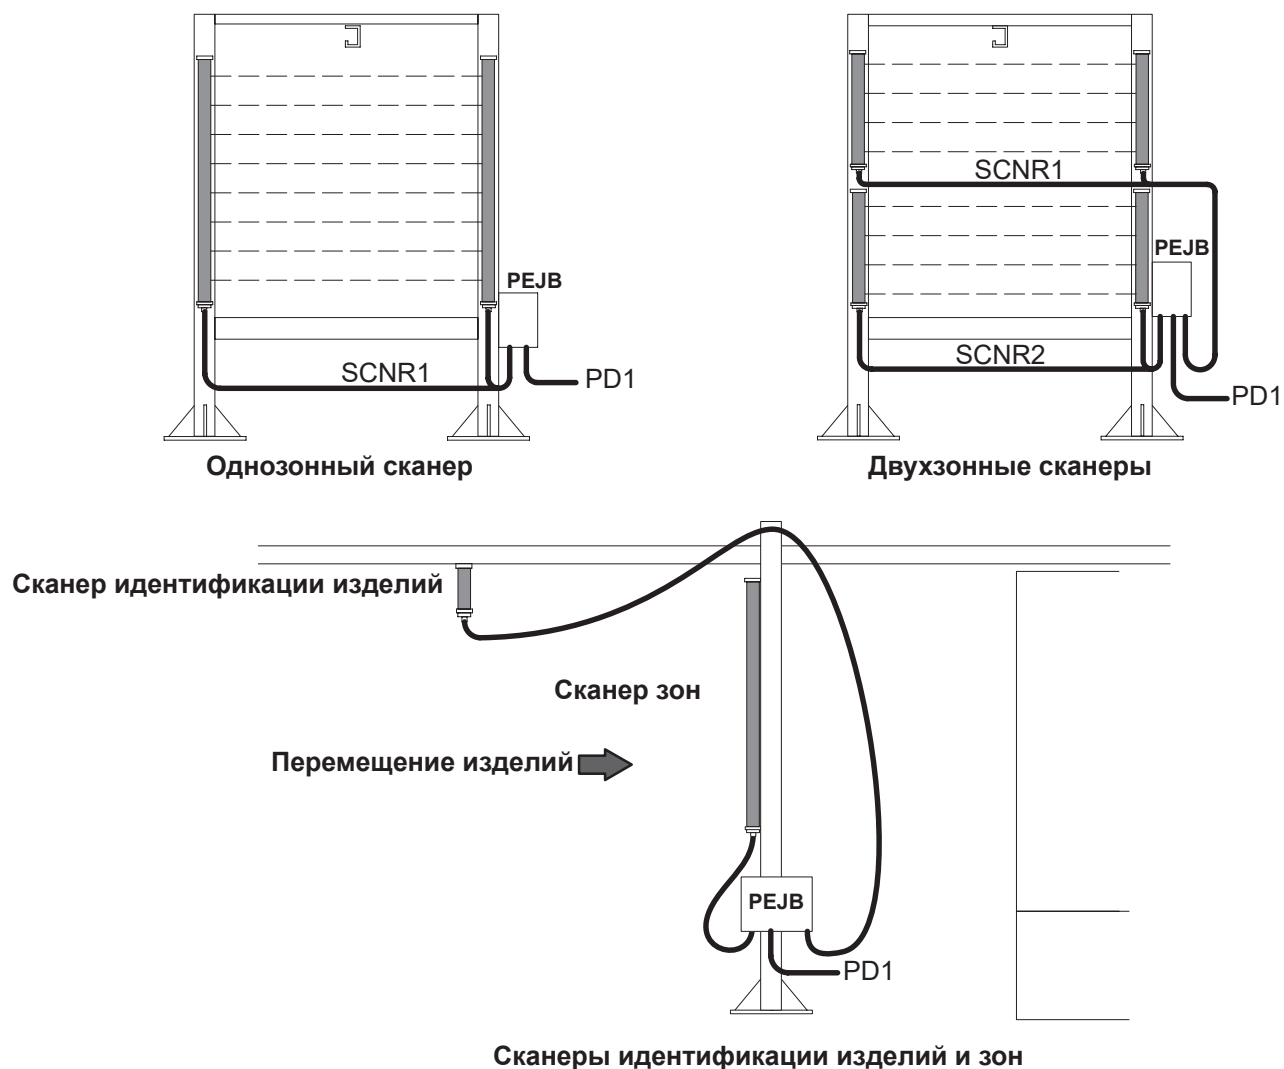 SCNR1
PEJB
SCNR1
PD1
Однозонный сканер
PEJB
SCNR2
PD1
Двухзонные сканеры
Сканер идентификации изделий
Сканер зон
Перемещение изделий
PEJB
PD1
Сканеры идентификации изделий и зон